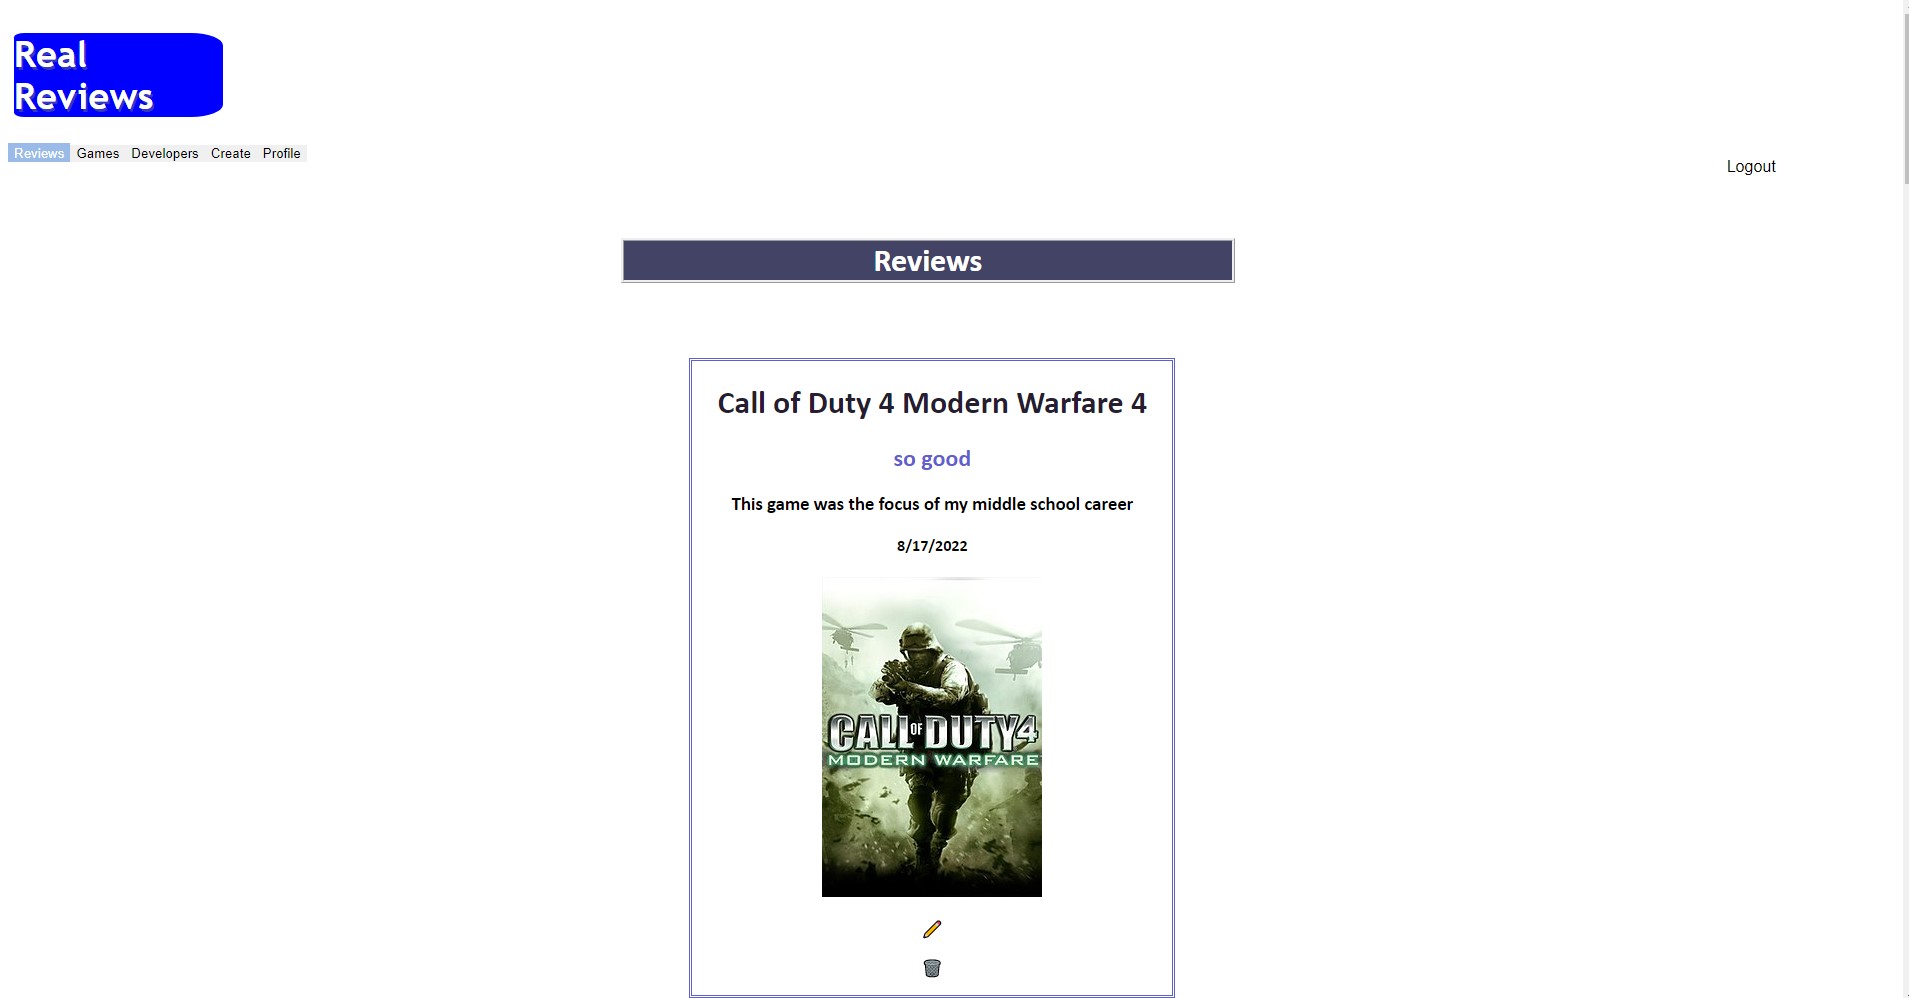 Real
Reviews
Reviews Games Developers Create Profile
Logout
Reviews
Call of Duty 4 Modern Warfare 4
so good
This game was the focus of my middle school career
8/17/2022
CALL OF DUTY 4
MODERN WARFARE